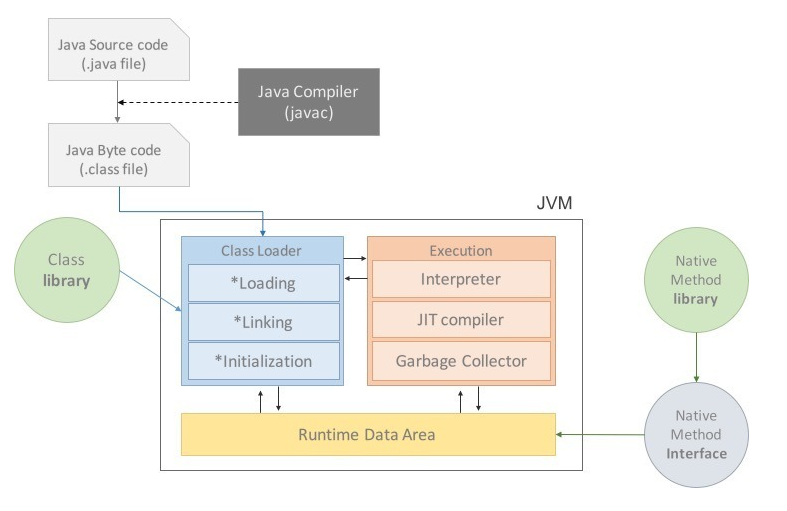 Java Source code
(.java file)
Java Compiler
(javac)
Java Byte code
(.class file)
JVM
Class
library
Class Loader
*Loading
*Linking
*Initialization
Execution
Interpreter
JIT compiler
Garbage Collector
Native
Method
library
Runtime Data Area
Native
Method
Interface